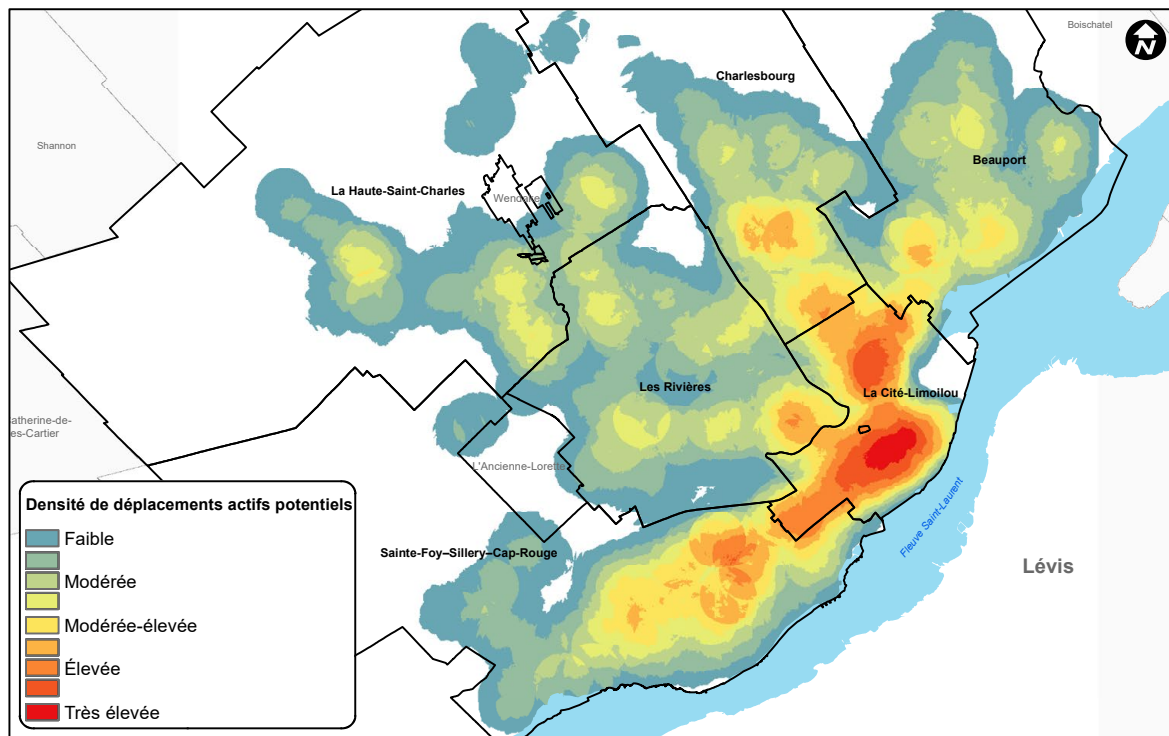 Boischatel
N
Charlesbourg
Shannon
Beauport
La Haute-Saint-Charles
Wendake
Les Rivières
La Cité-Limoilou
atherine-de-
es-Cartier
L'Ancienne-Lorette
Densité de déplacements actifs potentiels
Faible
Modérée
Modérée-élevée
Élevée
Très élevée
Sainte-Foy–Sillery–Cap-Rouge
Fleuve Saint-Laurent
Lévis